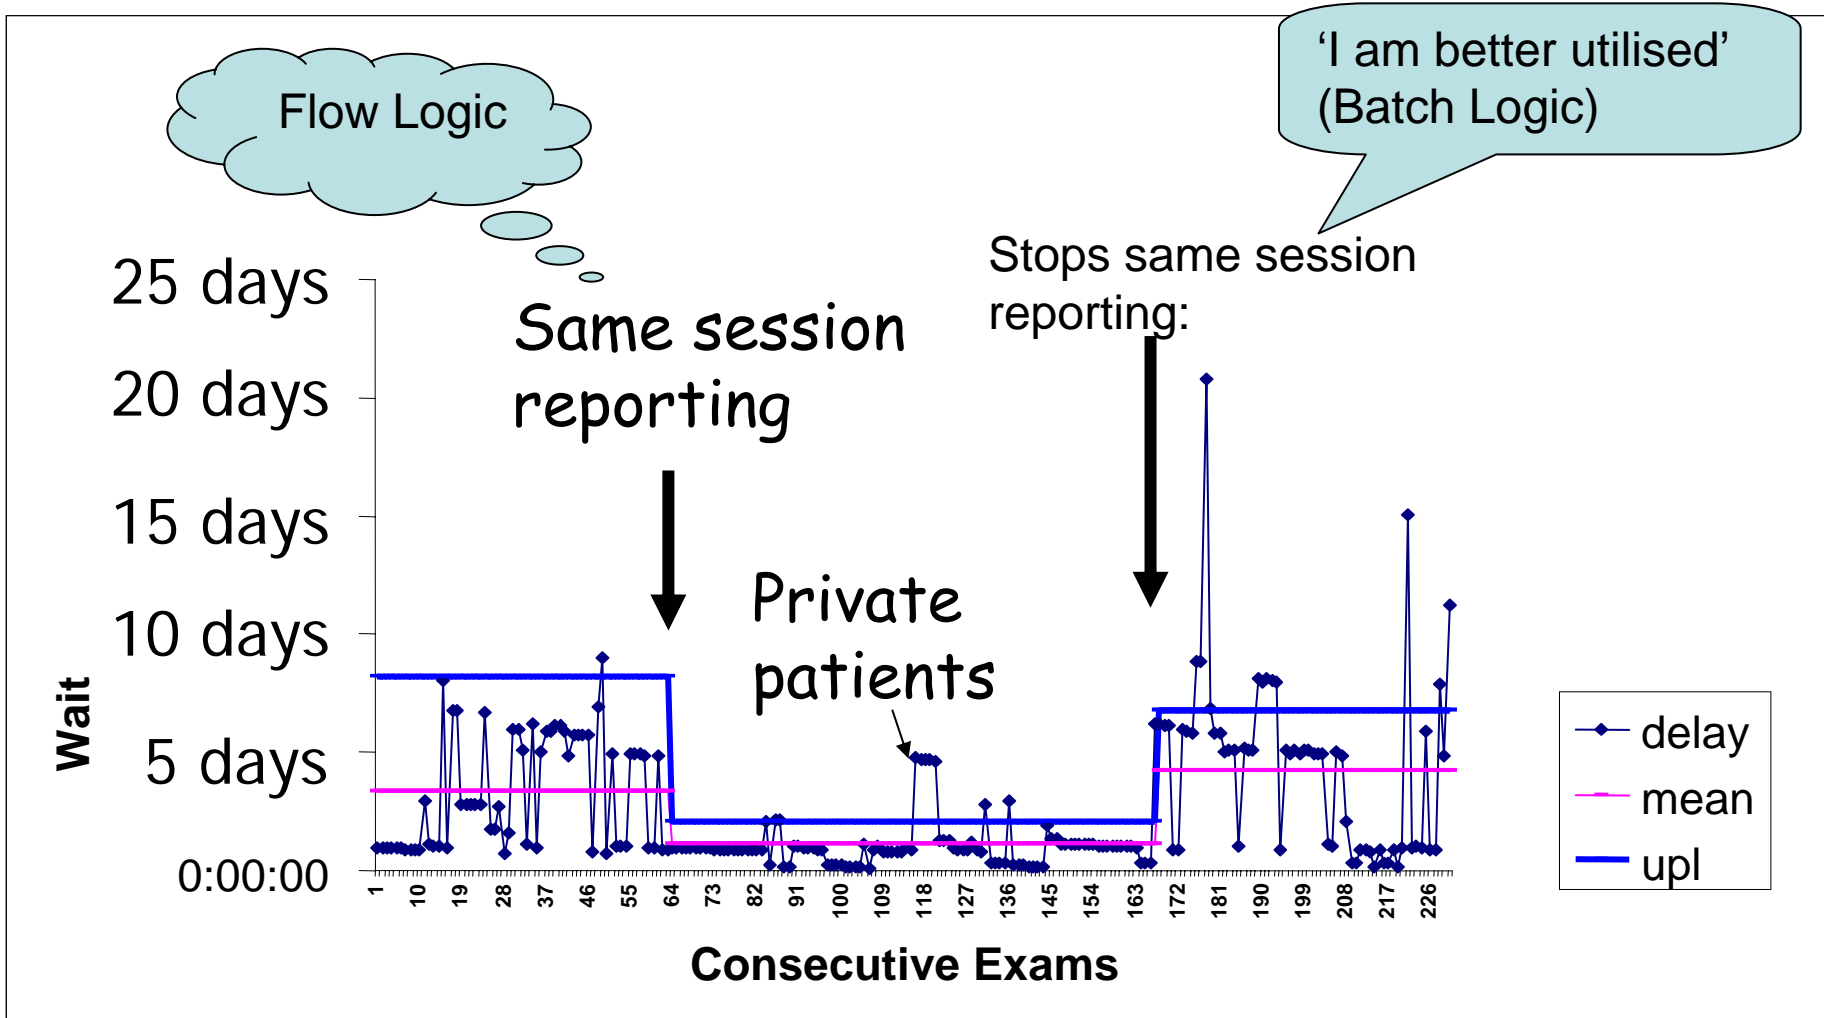 Flow Logic
‘I am better utilised’
(Batch Logic)
Same session
reporting
Stops same session
reporting:
Private
patients
25 days
20 days
15 days
10 days
5 days
0:00:00
Wait
1 10 19 28 37 46 55 64 73 82 91 100 109 118 127 136 145 154 163 172 181 190 199 208 217 226
Consecutive Exams
delay
mean
upl